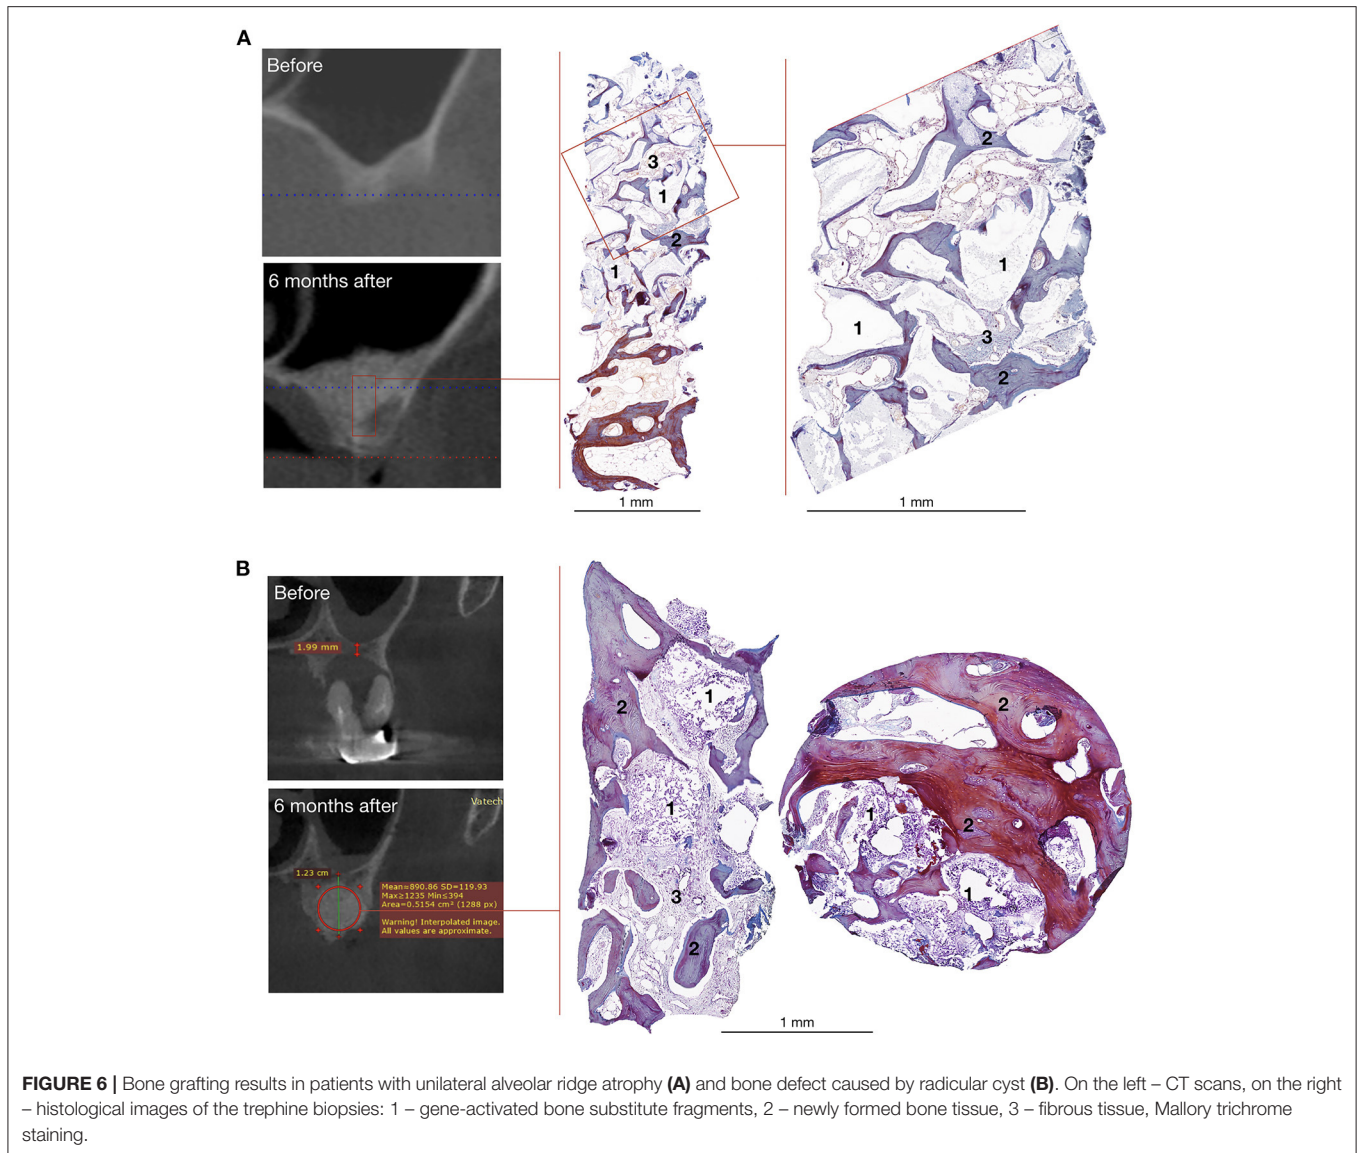 A
Before
6 months after
3
1
2
1
1 mm
2
1
1
3
2
1 mm
B
Before
1.99 mm
6 months after
Vatech
1.23 cm
Mean=890.86 SD=119.93
Max≥1235 Min≤394
Area=0.5154 cm² (1288 px)
Warning! Interpolated image.
All values are approximate.
1
2
1
3
2
2
1
2
1
1 mm
FIGURE 6 | Bone grafting results in patients with unilateral alveolar ridge atrophy (A) and bone defect caused by radicular cyst (B). On the left – CT scans, on the right
– histological images of the trephine biopsies: 1 – gene-activated bone substitute fragments, 2 – newly formed bone tissue, 3 – fibrous tissue, Mallory trichrome
staining.